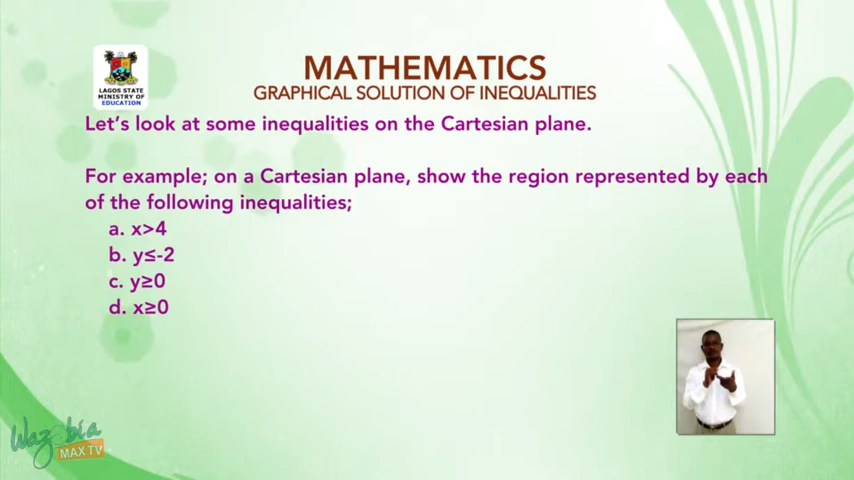 LAGOS STATE
MINISTRY OF
EDUCATION
MATHEMATICS
GRAPHICAL SOLUTION OF INEQUALITIES
Let's look at some inequalities on the Cartesian plane.
For example; on a Cartesian plane, show the region represented by each
of the following inequalities;
a. x>4
b. y≤-2
c. y≥0
d. x≥0
Wazobia
MAX TV